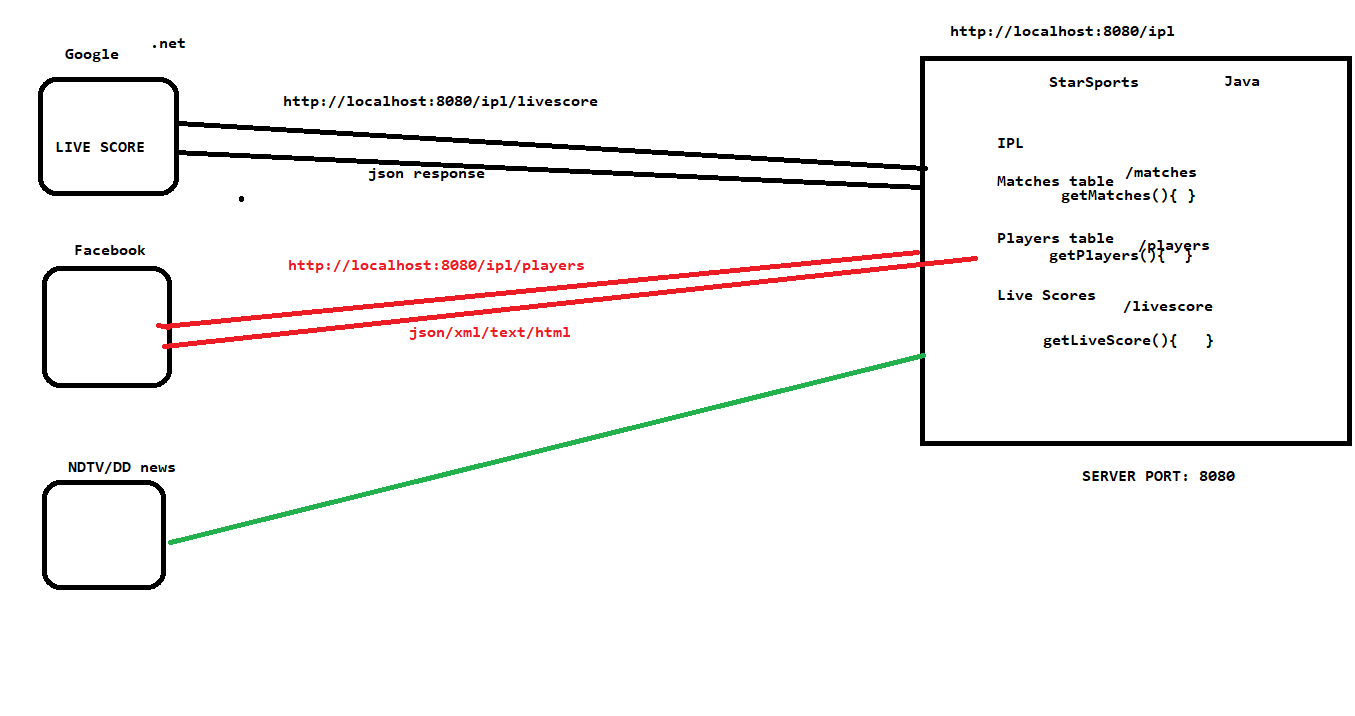 http://localhost:8080/ipl
.net
Google
StarSports
Java
http://localhost:8080/ipl/livescore
LIVE SCORE
IPL
json response
/matches
Matches table
getMatches(){ }
Players table
/players
getPlayers(){  }
Facebook
http://localhost:8080/ipl/players
Live Scores
/livescore
json/xml/text/html
getLiveScore(){   }
NDTV/DD news
SERVER PORT: 8080